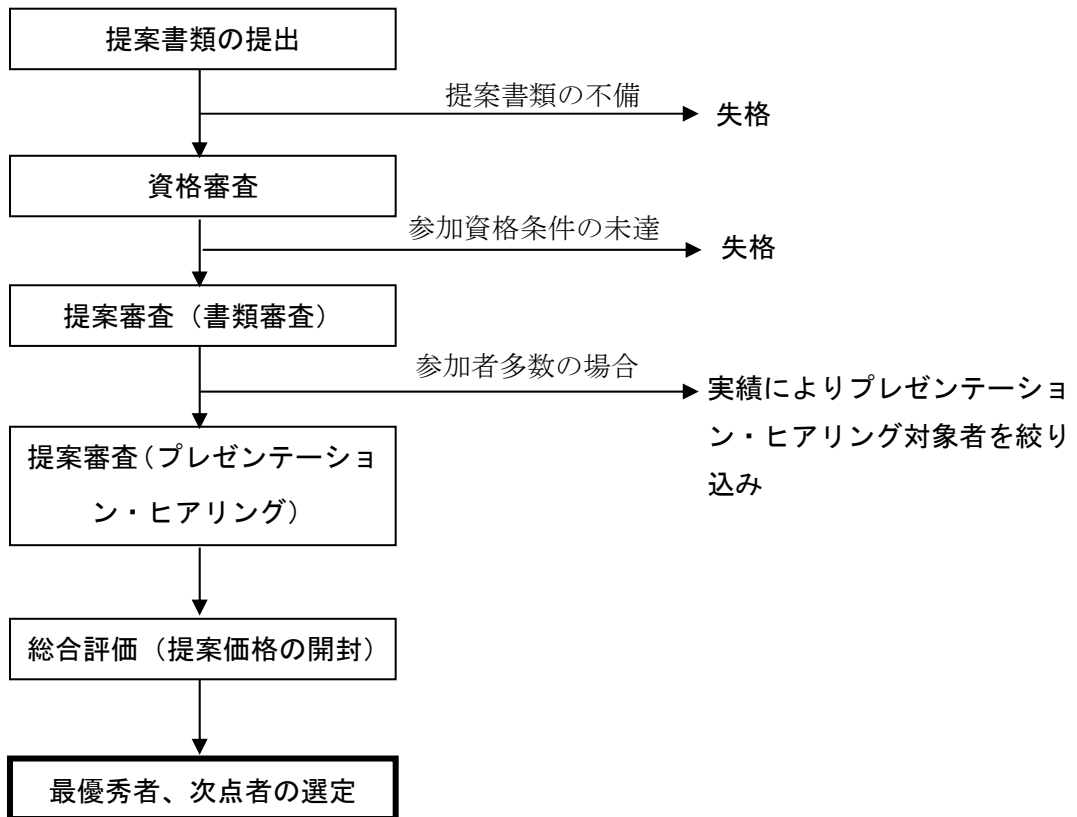 提案書類の提出
提案書類の不備
失格
資格審査
参加資格条件の未達
失格
提案審査（書類審査）
参加者多数の場合
実績によりプレゼンテーショ
ン・ヒアリング対象者を絞り
込み
提案審査（プレゼンテーショ
ン・ヒアリング）
総合評価（提案価格の開封）
最優秀者、次点者の選定